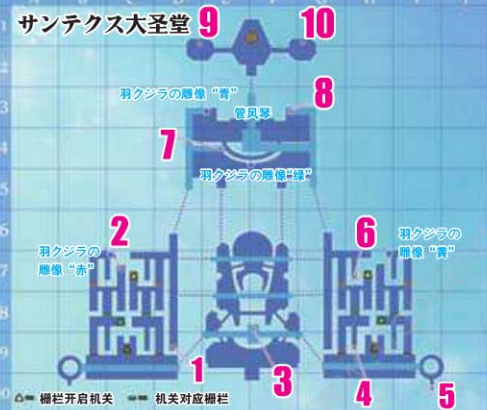 サンテクス大圣堂
9
10
羽クジラの雕像“青”
8
管风琴
7
羽クジラの雕像“绿”
2
6
羽クジラの
雕像“赤”
羽クジラの
雕像“黄”
1
3
4
5
栅栏开启机关
机关对应栅栏